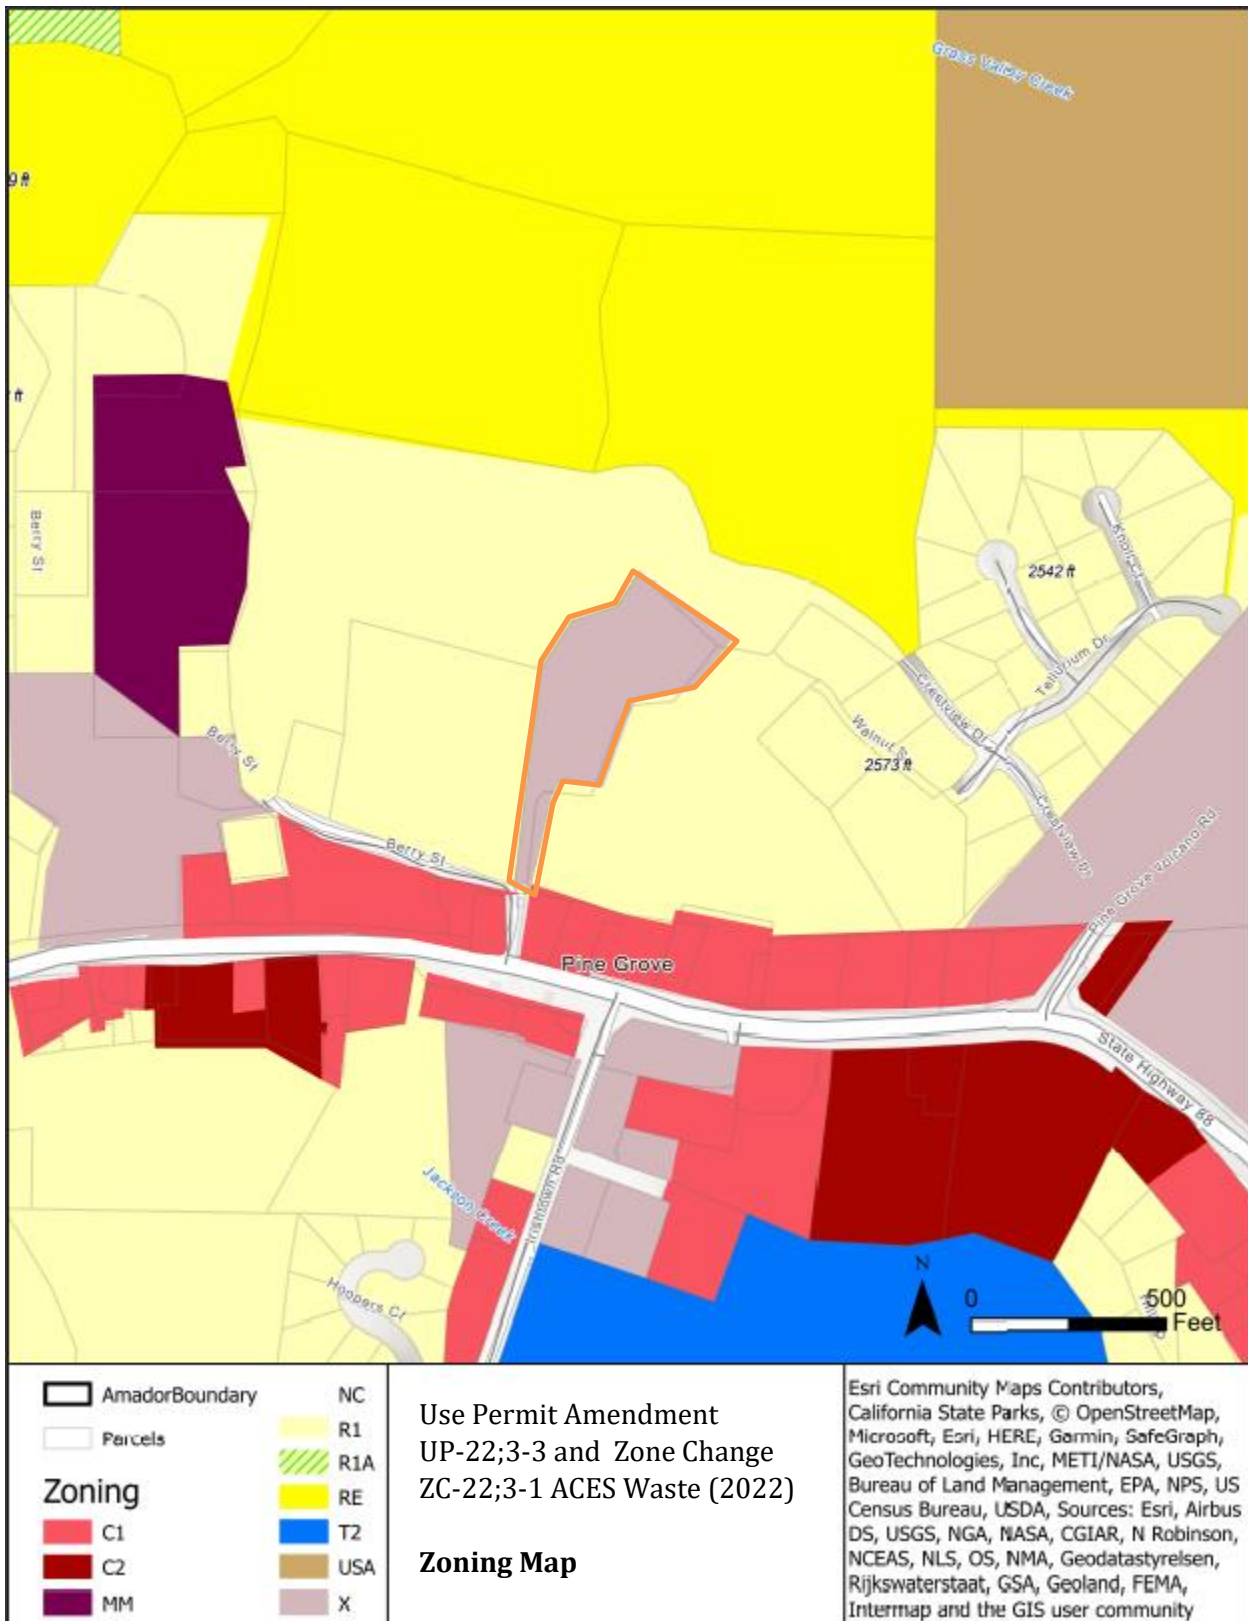 Grass Valley Creek
9 ft
ft
Berry St
Knoll Ct
2542 ft
Tellurium Dr
Crestview Dr
Walnut St
2573 ft
Berry St
Crestview Dr
Berry St
Pine Grove Volcano Rd
Pine Grove
State Highway 88
Irishtown Rd
Jackson Creek
Hoopers Ct
N
0 500
Feet
AmadorBoundary
Parcels
Zoning
C1
C2
MM
NC
R1
R1A
RE
T2
USA
X
Use Permit Amendment
UP-22;3-3 and Zone Change
ZC-22;3-1 ACES Waste (2022)
Zoning Map
Esri Community Maps Contributors,
California State Parks, © OpenStreetMap,
Microsoft, Esri, HERE, Garmin, SafeGraph,
GeoTechnologies, Inc, METI/NASA, USGS,
Bureau of Land Management, EPA, NPS, US
Census Bureau, USDA, Sources: Esri, Airbus
DS, USGS, NGA, NASA, CGIAR, N Robinson,
NCEAS, NLS, OS, NMA, Geodatastyrelsen,
Rijkswaterstaat, GSA, Geoland, FEMA,
Intermap and the GIS user community